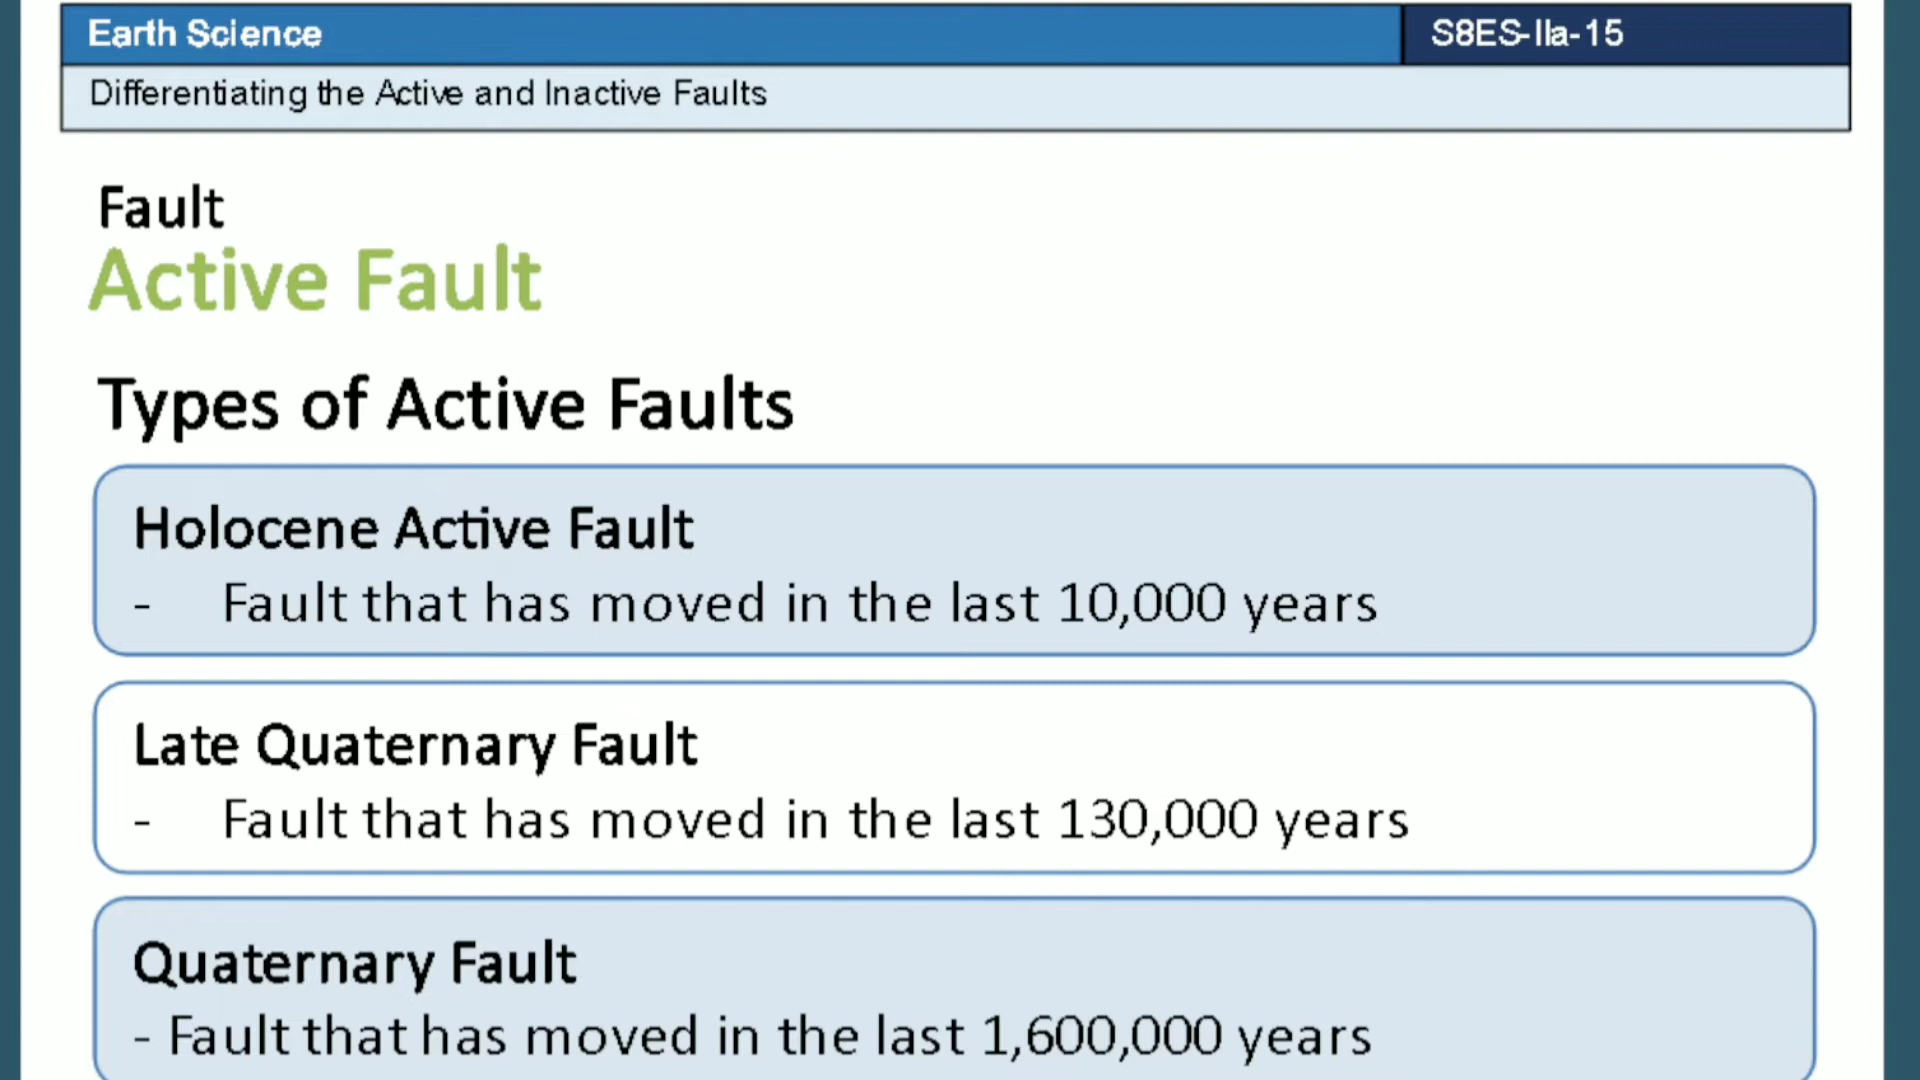 Earth Science
S8ES-IIa-15
Differentiating the Active and Inactive Faults
Fault
Active Fault
Types of Active Faults
Holocene Active Fault
- Fault that has moved in the last 10,000 years
Late Quaternary Fault
- Fault that has moved in the last 130,000 years
Quaternary Fault
- Fault that has moved in the last 1,600,000 years